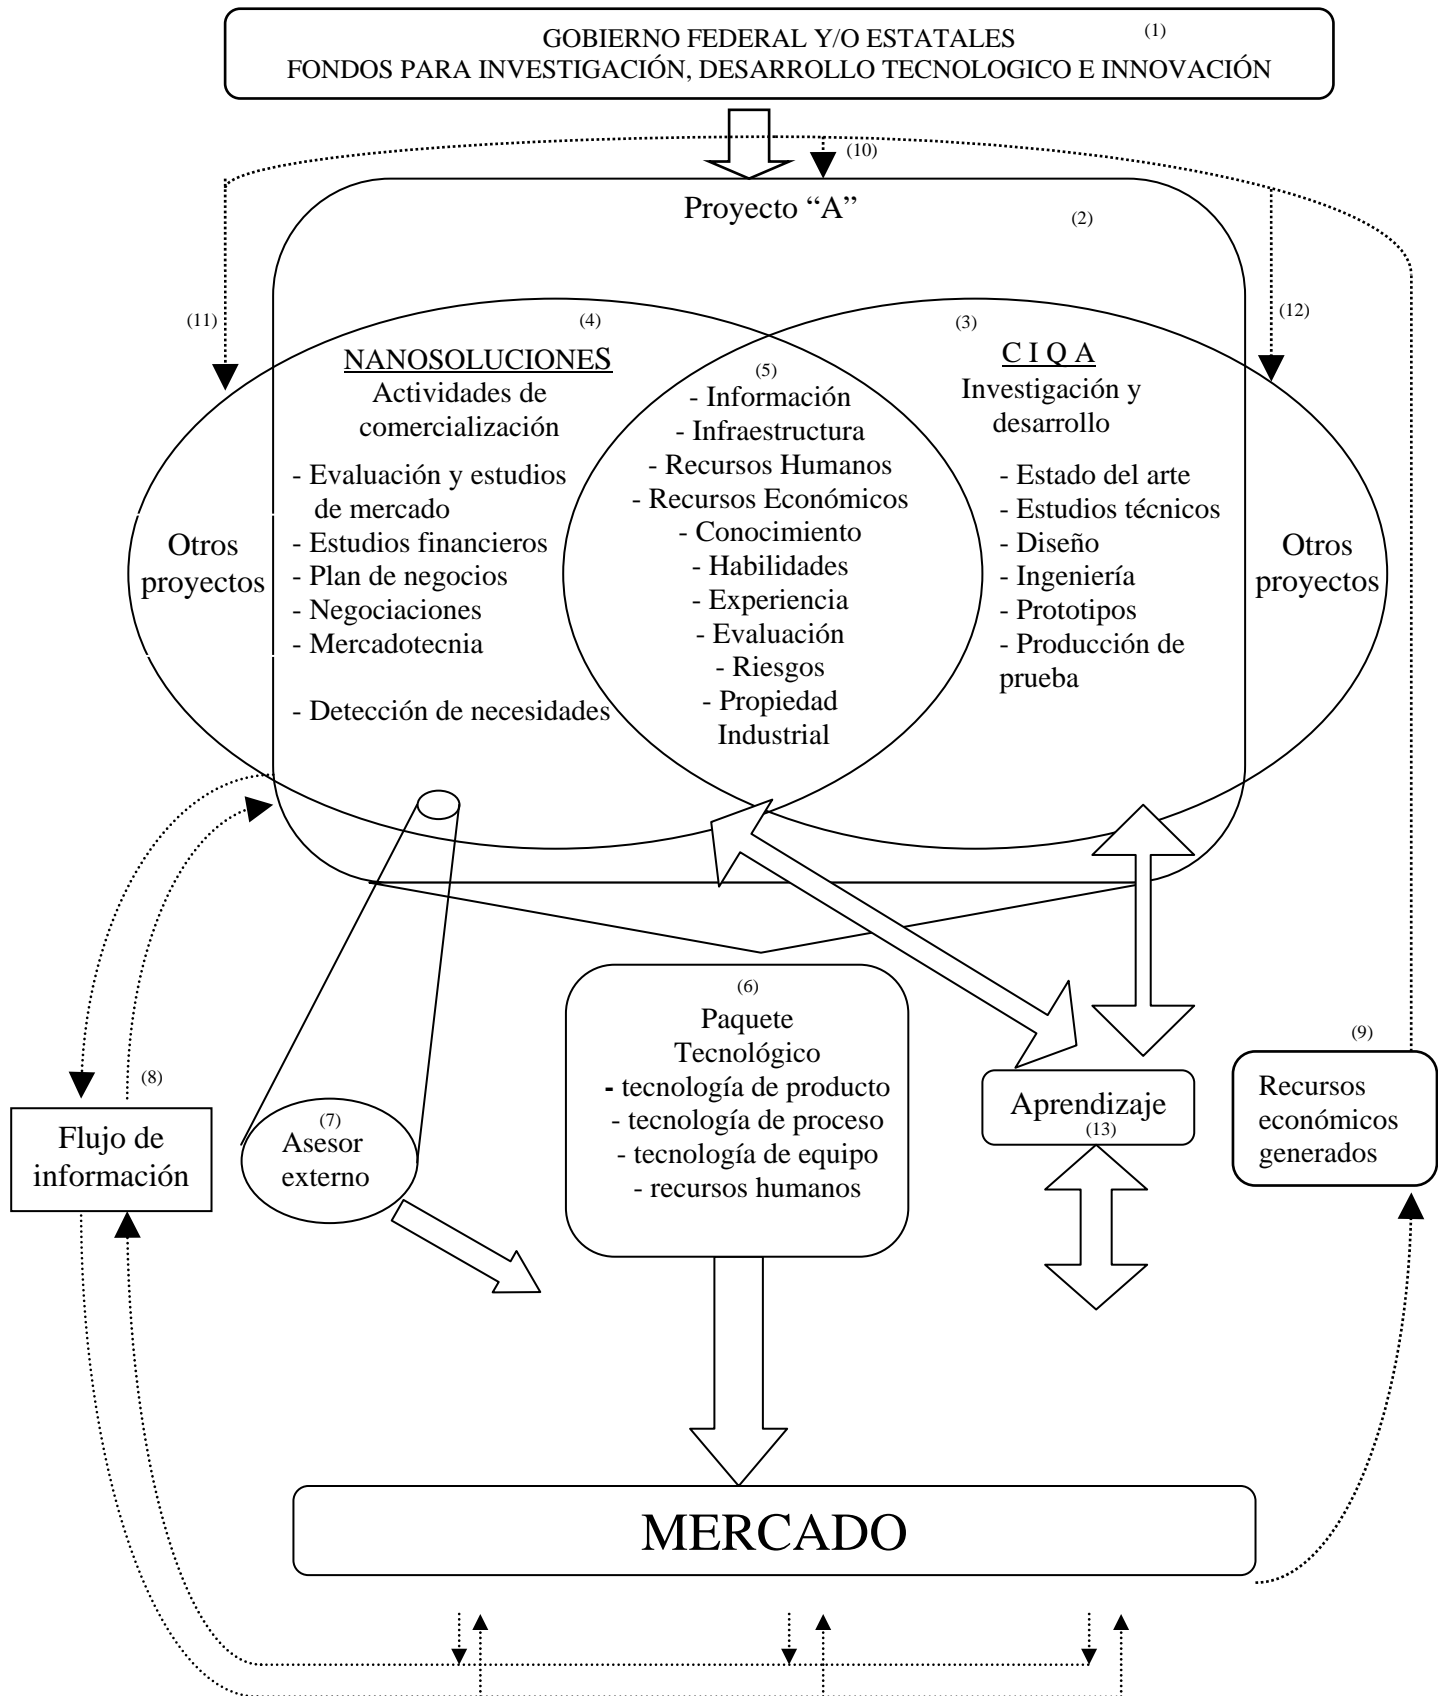 (1)
GOBIERNO FEDERAL Y/O ESTATALES
FONDOS PARA INVESTIGACIÓN, DESARROLLO TECNOLOGICO E INNOVACIÓN
(10)
Proyecto “A”
(2)
(11)
(4)
(3)
(12)
NANOSOLUCIONES
Actividades de
comercialización
- Evaluación y estudios
de mercado
- Estudios financieros
- Plan de negocios
- Negociaciones
- Mercadotecnia
- Detección de necesidades
(5)
- Información
- Infraestructura
- Recursos Humanos
- Recursos Económicos
- Conocimiento
- Habilidades
- Experiencia
- Evaluación
- Riesgos
- Propiedad
Industrial
C I Q A
Investigación y
desarrollo
- Estado del arte
- Estudios técnicos
- Diseño
- Ingeniería
- Prototipos
- Producción de
prueba
Otros
proyectos
Otros
proyectos
(6)
Paquete
Tecnológico
- tecnología de producto
- tecnología de proceso
- tecnología de equipo
- recursos humanos
(8)
Flujo de
información
(7)
Asesor
externo
Aprendizaje
(13)
(9)
Recursos
económicos
generados
MERCADO